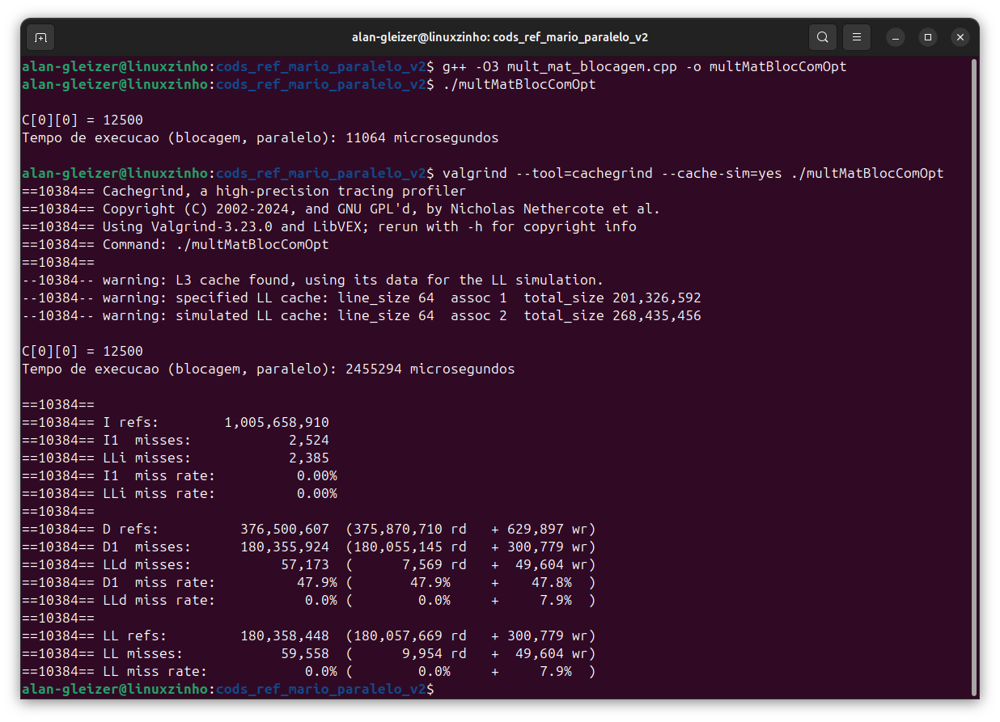 alan-gleizer@linuxzinho: cods_ref_mario_paralelo_v2
alan-gleizer@linuxzinho:cods_ref_mario_paralelo_v2$ g++ -O3 mult_mat_blocagem.cpp -o multMatBlocComOpt
alan-gleizer@linuxzinho:cods_ref_mario_paralelo_v2$ ./multMatBlocComOpt
C[0][0] = 12500
Tempo de execucao (blocagem, paralelo): 11064 microsegundos
alan-gleizer@linuxzinho:cods_ref_mario_paralelo_v2$ valgrind --tool=cachegrind --cache-sim=yes ./multMatBlocComOpt
==10384== Cachegrind, a high-precision tracing profiler
==10384== Copyright (C) 2002-2024, and GNU GPL'd, by Nicholas Nethercote et al.
==10384== Using Valgrind-3.23.0 and LibVEX; rerun with -h for copyright info
==10384== Command: ./multMatBlocComOpt
==10384==
--10384-- warning: L3 cache found, using its data for the LL simulation.
--10384-- warning: specified LL cache: line_size 64  assoc 1  total_size 201,326,592
--10384-- warning: simulated LL cache: line_size 64  assoc 2  total_size 268,435,456
C[0][0] = 12500
Tempo de execucao (blocagem, paralelo): 2455294 microsegundos
==10384==
==10384== I refs:        1,005,658,910
==10384== I1  misses:            2,524
==10384== LLi misses:            2,385
==10384== I1  miss rate:          0.00%
==10384== LLi miss rate:          0.00%
==10384==
==10384== D refs:          376,500,607  (375,870,710 rd   + 629,897 wr)
==10384== D1  misses:      180,355,924  (180,055,145 rd   + 300,779 wr)
==10384== LLd misses:           57,173  (      7,569 rd   +  49,604 wr)
==10384== D1  miss rate:          47.9% (       47.9%     +    47.8%  )
==10384== LLd miss rate:           0.0% (        0.0%     +     7.9%  )
==10384==
==10384== LL refs:         180,358,448  (180,057,669 rd   + 300,779 wr)
==10384== LL misses:            59,558  (      9,954 rd   +  49,604 wr)
==10384== LL miss rate:            0.0% (        0.0%     +     7.9%  )
alan-gleizer@linuxzinho:cods_ref_mario_paralelo_v2$